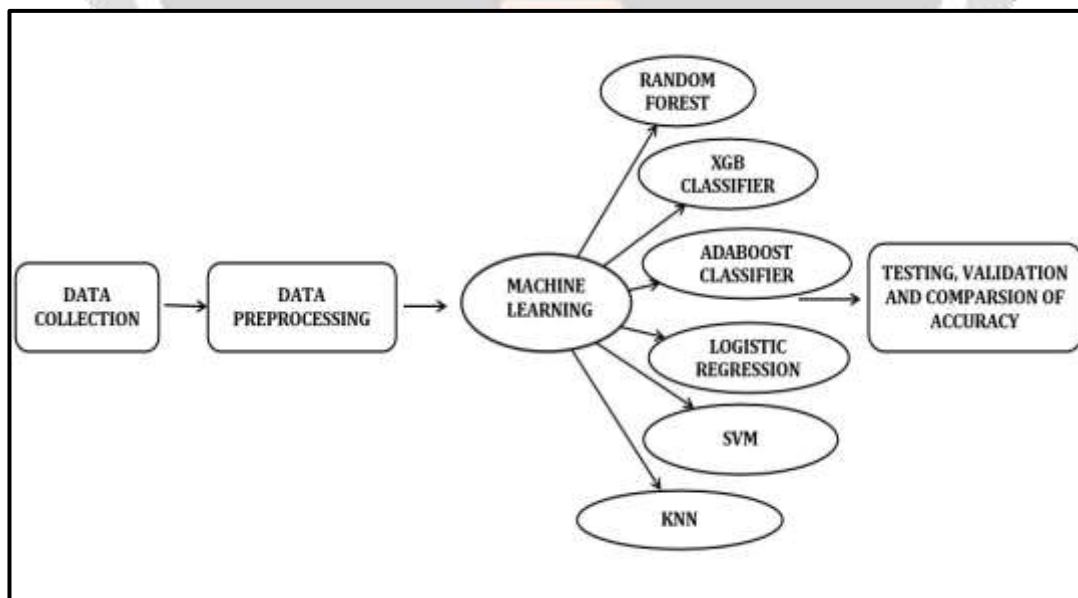 DATA
COLLECTION
DATA
PREPROCESSING
MACHINE
LEARNING
RANDOM
FOREST
XGB
CLASSIFIER
ADABOOST
CLASSIFIER
LOGISTIC
REGRESSION
SVM
KNN
TESTING, VALIDATION
AND COMPARSION OF
ACCURACY